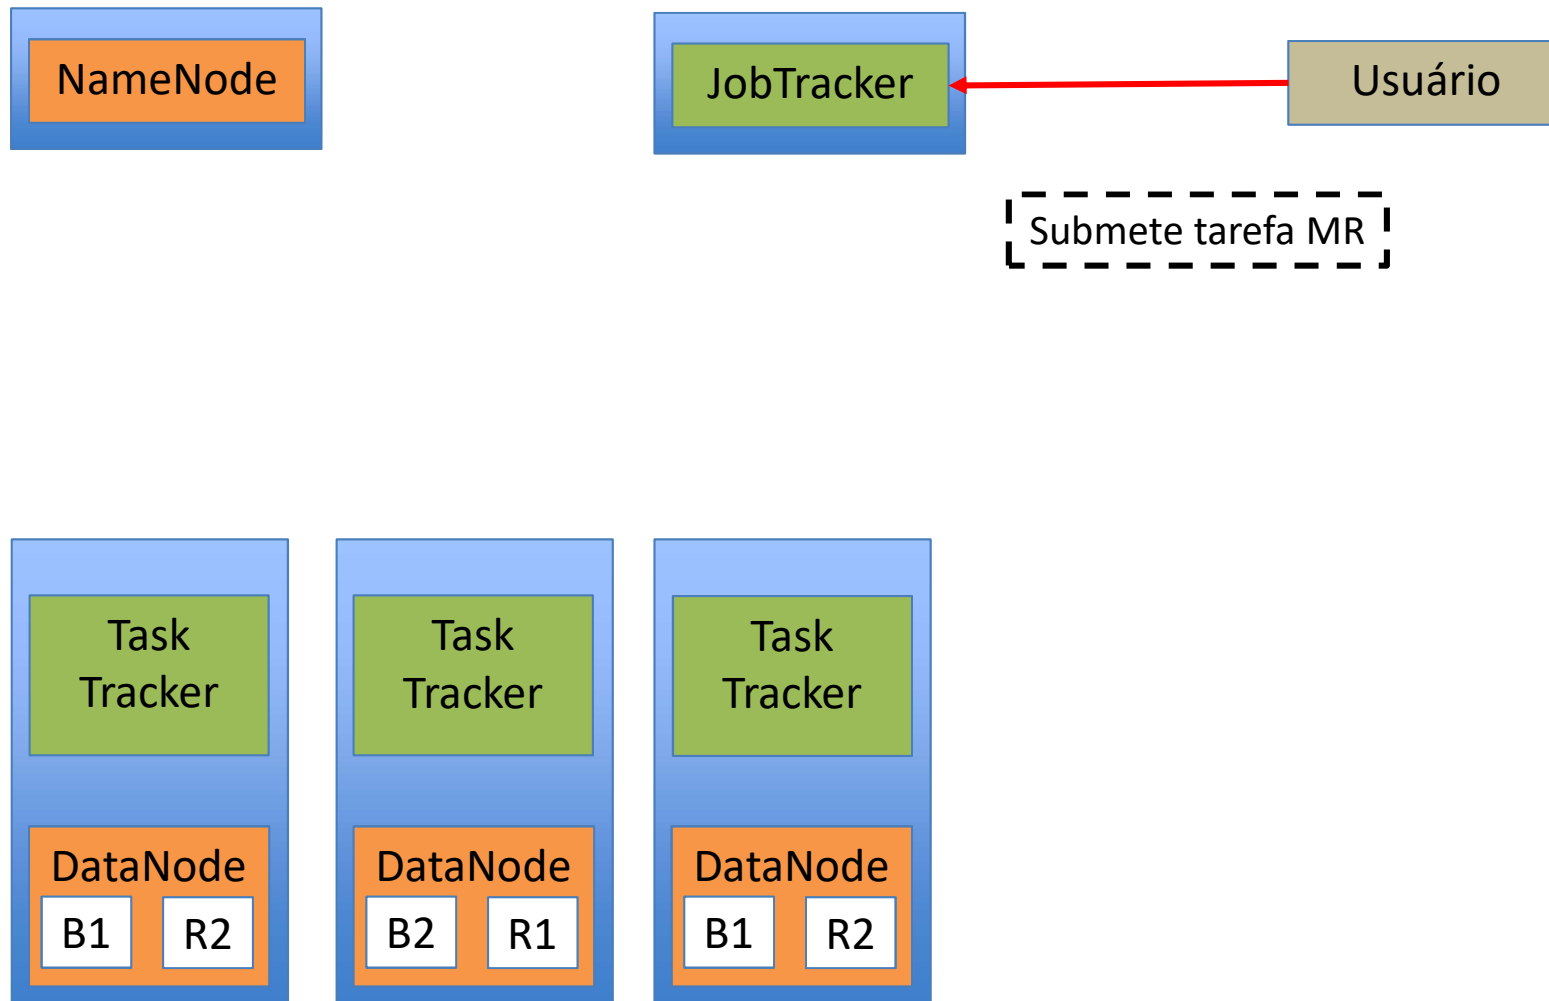 NameNode
JobTracker
Usuário
Submete tarefa MR
Task
Tracker
Task
Tracker
Task
Tracker
DataNode
B1 R2
DataNode
B2 R1
DataNode
B1 R2